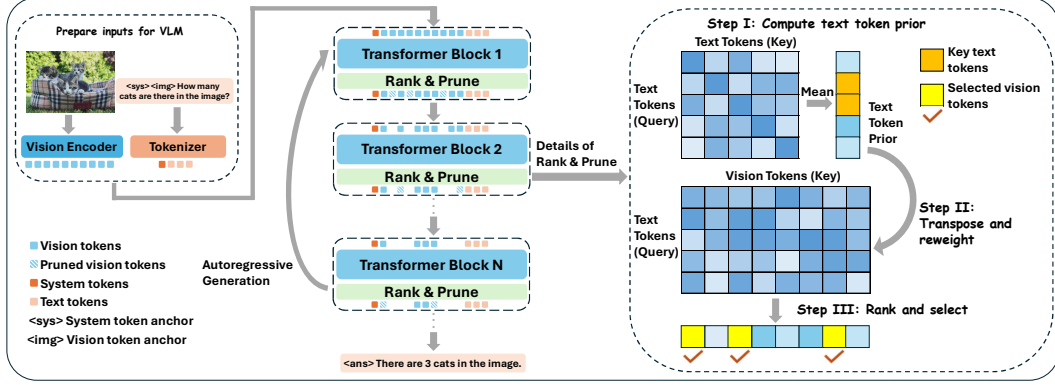 Prepare inputs for VLM
<sys> <img> How many
cats are there in the image?
Vision Encoder
Tokenizer
Vision tokens
Pruned vision tokens
System tokens
Text tokens
<sys> System token anchor
<img> Vision token anchor
Autoregressive
Generation
Transformer Block 1
Rank & Prune
Transformer Block 2
Rank & Prune
Transformer Block N
Rank & Prune
<ans> There are 3 cats in the image.
Details of
Rank & Prune
Step I: Compute text token prior
Text Tokens (Key)
Text
Tokens
(Query)
Mean
Text
Token
Prior
Key text
tokens
Selected vision
tokens
Vision Tokens (Key)
Text
Tokens
(Query)
Step II:
Transpose and
reweight
Step III: Rank and select